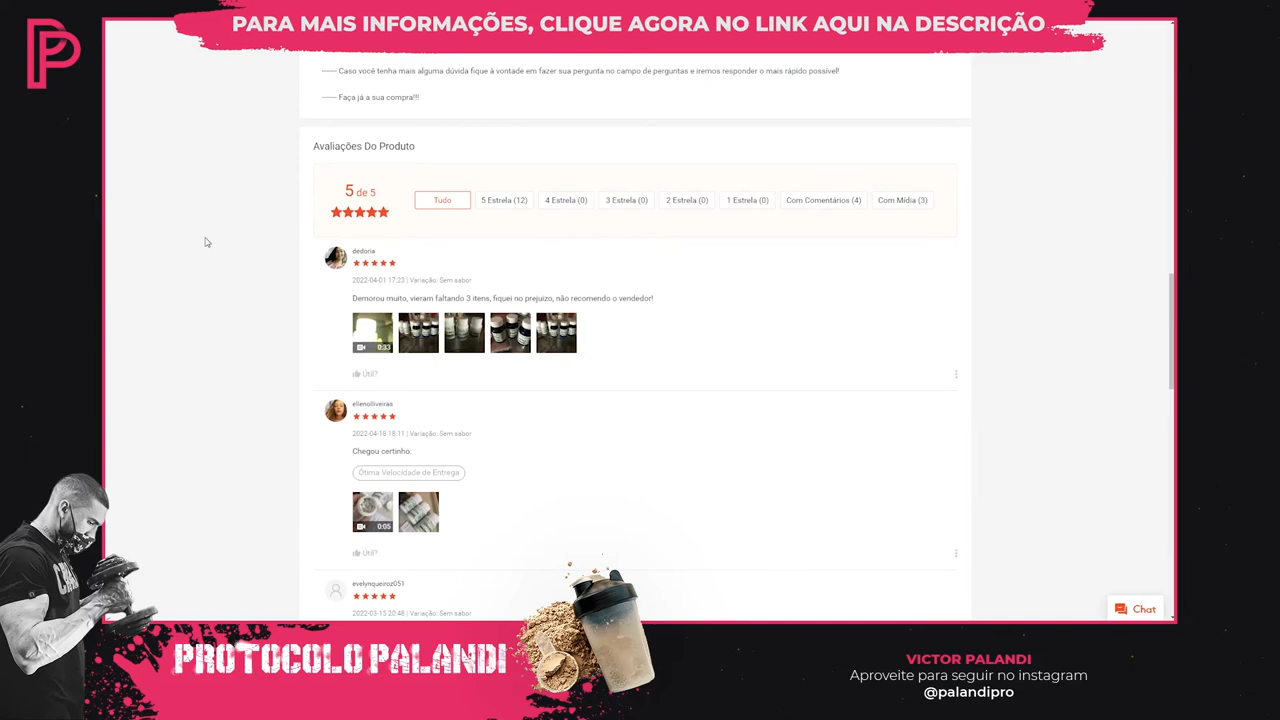 PARA MAIS INFORMAÇÕES, CLIQUE AGORA NO LINK AQUI NA DESCRIÇÃO
------ Caso você tenha mais alguma dúvida fique à vontade em fazer sua pergunta no campo de perguntas e iremos responder o mais rápido possível!
------ Faça já a sua compra!!!
Avaliações Do Produto
5 de 5
Tudo
5 Estrela (12)
4 Estrela (0)
3 Estrela (0)
2 Estrela (0)
1 Estrela (0)
Com Comentários (4)
Com Mídia (3)
dedoria
2022-04-01 17:23 | Variação: Sem sabor
Demorou muito, vieram faltando 3 itens, fiquei no prejuizo, não recomendo o vendedor!
0:33
Útil?
ellenolliveiras
2022-04-18 18:11 | Variação: Sem sabor
Chegou certinho.
Ótima Velocidade de Entrega
0:05
Útil?
evelynqueiroz051
2022-03-15 20:48 | Variação: Sem sabor
Chat
PROTOCOLO PALANDI
VICTOR PALANDI
Aproveite para seguir no instagram
@palandipro